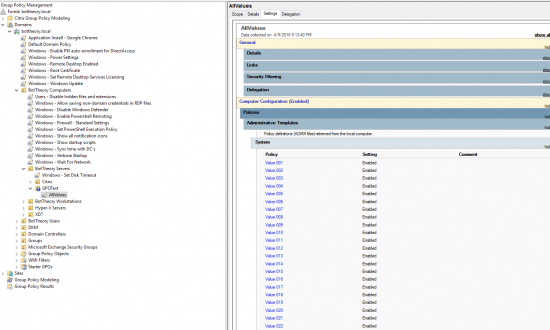 Group Policy Management
Forest: bottheory.local
Citrix Group Policy Modeling
Domains
bottheory.local
Application Install - Google Chrome
Default Domain Policy
Windows - Enable PKI auto-enrollment for DirectAccess
Windows - Power Settings
Windows - Remote Desktop Enabled
Windows - Root Certificate
Windows - Set Remote Desktop Services Licensing
Windows - Windows Update
BotTheory Computers
Users - Disable hidden files and extensions
Windows - Allow saving non-domain credentials in RDP files
Windows - Disable Windows Defender
Windows - Enable Powershell Remoting
Windows - Firewall - Standard Settings
Windows - Set PowerShell Execution Policy
Windows - Show all notification icons
Windows - Show startup scripts
Windows - Sync time with DC's
Windows - Verbose Startup
Windows - Wait For Network
BotTheory Servers
Windows - Set Disk Timeout
Citrix
GPOTest
AllValues
BotTheory Workstations
Hyper-V Servers
XD7
BotTheory Users
DKM
Domain Controllers
Groups
Microsoft Exchange Security Groups
Group Policy Objects
WMI Filters
Starter GPOs
Sites
Group Policy Modeling
Group Policy Results
AllValues
Scope Details Settings Delegation
AllValues
Data collected on: 4/9/2018 5:13:40 PM
show al
General
Details
Links
Security Filtering
Delegation
Computer Configuration (Enabled)
Policies
Administrative Templates
Policy definitions (ADMX files) retrieved from the local computer.
System
Policy Setting Comment
Value 001 Enabled
Value 002 Enabled
Value 003 Enabled
Value 004 Enabled
Value 005 Enabled
Value 006 Enabled
Value 007 Enabled
Value 008 Enabled
Value 009 Enabled
Value 010 Enabled
Value 011 Enabled
Value 012 Enabled
Value 013 Enabled
Value 014 Enabled
Value 015 Enabled
Value 016 Enabled
Value 017 Enabled
Value 018 Enabled
Value 019 Enabled
Value 020 Enabled
Value 021 Enabled
Value 022 Enabled